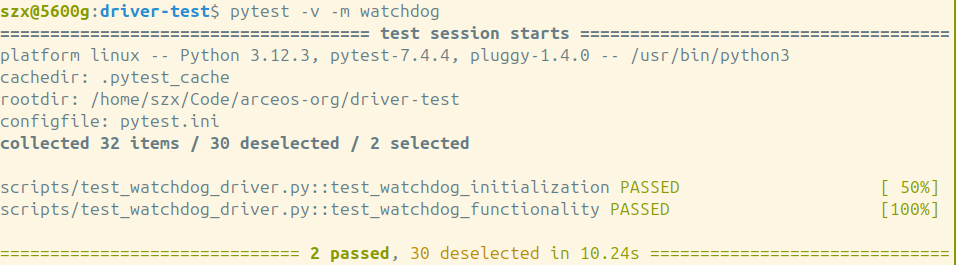 szx@5600g:driver-test$ pytest -v -m watchdog
===================================== test session starts =====================================
platform linux -- Python 3.12.3, pytest-7.4.4, pluggy-1.4.0 -- /usr/bin/python3
cachedir: .pytest_cache
rootdir: /home/szx/Code/arceos-org/driver-test
configfile: pytest.ini
collected 32 items / 30 deselected / 2 selected
scripts/test_watchdog_driver.py::test_watchdog_initialization PASSED [ 50%]
scripts/test_watchdog_driver.py::test_watchdog_functionality PASSED [100%]
============================== 2 passed, 30 deselected in 10.24s ==============================